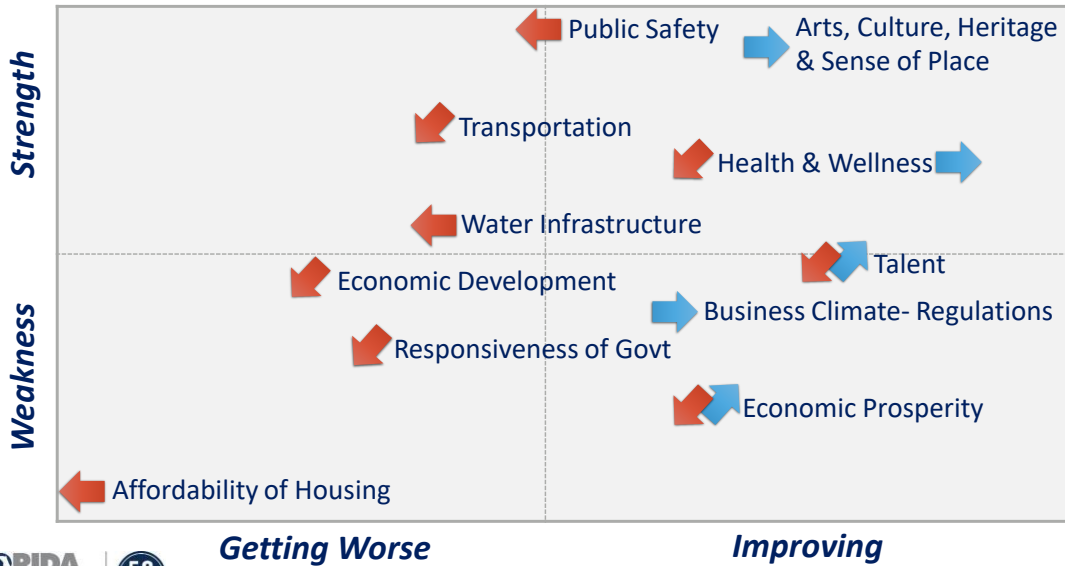 Strength
Weakness
Public Safety
Arts, Culture, Heritage
& Sense of Place
Transportation
Health & Wellness
Water Infrastructure
Talent
Economic Development
Business Climate- Regulations
Responsiveness of Govt
Economic Prosperity
Affordability of Housing
Getting Worse
Improving